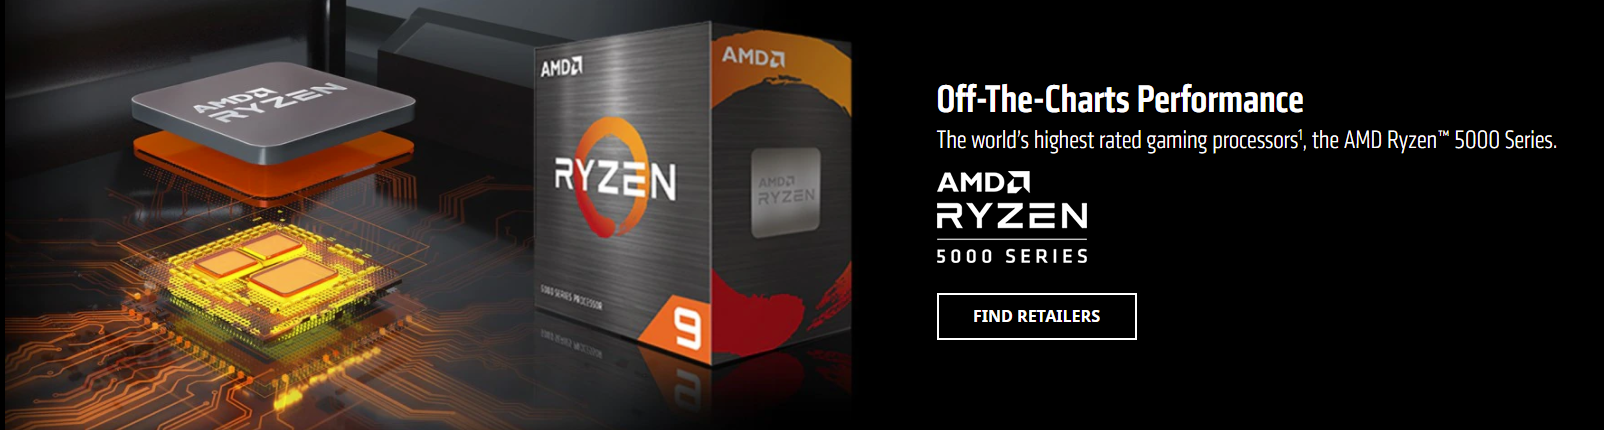 AMD
RYZEN
AMD
RYZEN
5000 SERIES PROCESSOR
9
AMD
AMD
RYZEN
Off-The-Charts Performance
The world's highest rated gaming processors¹, the AMD Ryzen™ 5000 Series.
AMD
RYZEN
5000 SERIES
FIND RETAILERS